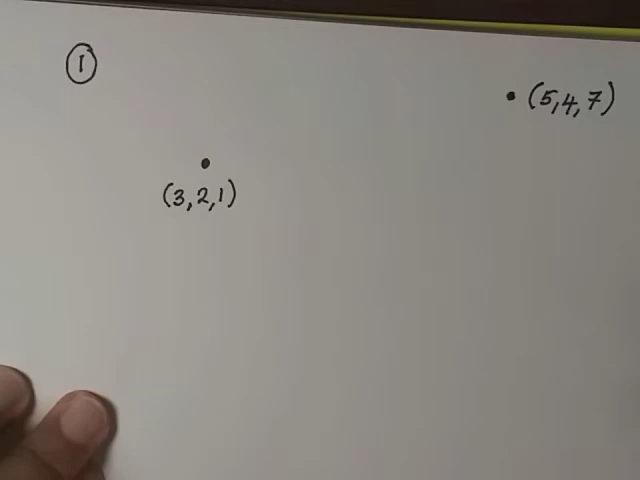 ①
(5,4,7)
(3,2,1)